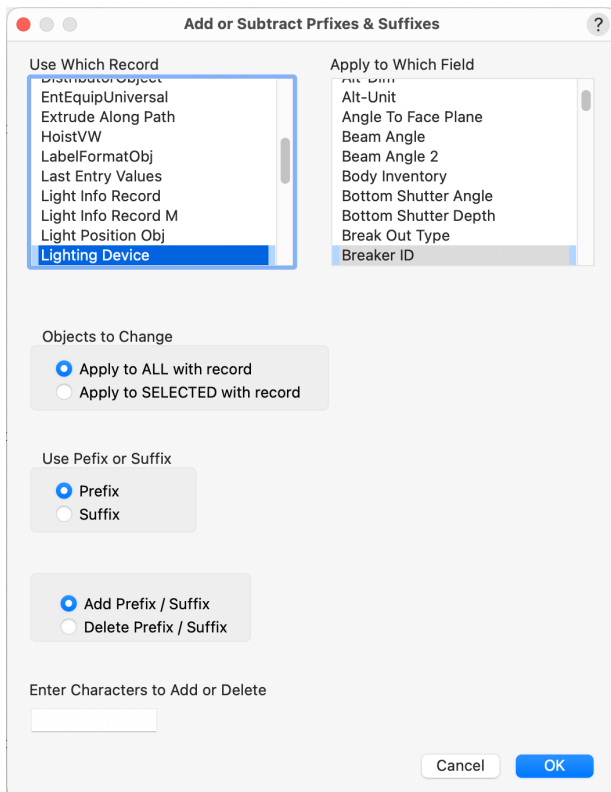 Add or Subtract Prfixes & Suffixes
?
Use Which Record
DistributorObject
EntEquipUniversal
Extrude Along Path
HoistVW
LabelFormatObj
Last Entry Values
Light Info Record
Light Info Record M
Light Position Obj
Lighting Device
Apply to Which Field
Alt-Dim
Alt-Unit
Angle To Face Plane
Beam Angle
Beam Angle 2
Body Inventory
Bottom Shutter Angle
Bottom Shutter Depth
Break Out Type
Breaker ID
Objects to Change
Apply to ALL with record
Apply to SELECTED with record
Use Pefix or Suffix
Prefix
Suffix
Add Prefix / Suffix
Delete Prefix / Suffix
Enter Characters to Add or Delete
Cancel
OK